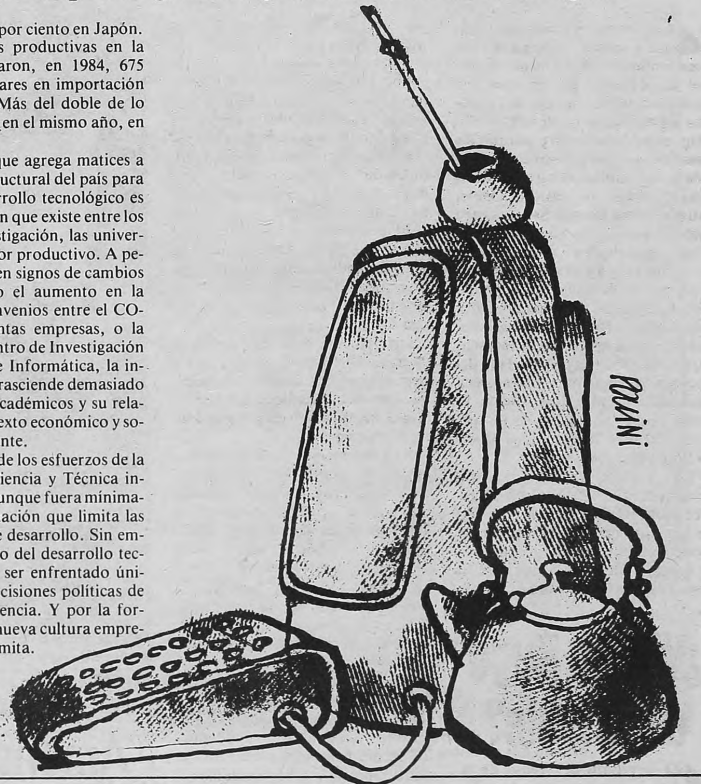 por ciento en Japón.
s productivas en la
aron, en 1984, 675
ares en importación
Más del doble de lo
en el mismo año, en
que agrega matices a
uctural del país para
rrollo tecnológico es
n que existe entre los
stigación, las univer-
or productivo. A pe-
en signos de cambios
o el aumento en la
nvenios entre el CO-
ntas empresas, o la
ntro de Investigación
e Informática, la in-
rasciende demasiado
cadémicos y su rela-
exto económico y so-
nte.
de los esfuerzos de la
iencia y Técnica in-
unque fuera mínima-
ación que limita las
e desarrollo. Sin em-
o del desarrollo tec-
ser enfrentado úni-
cisiones políticas de
encia. Y por la for-
nueva cultura empre-
mita.
PAVINI